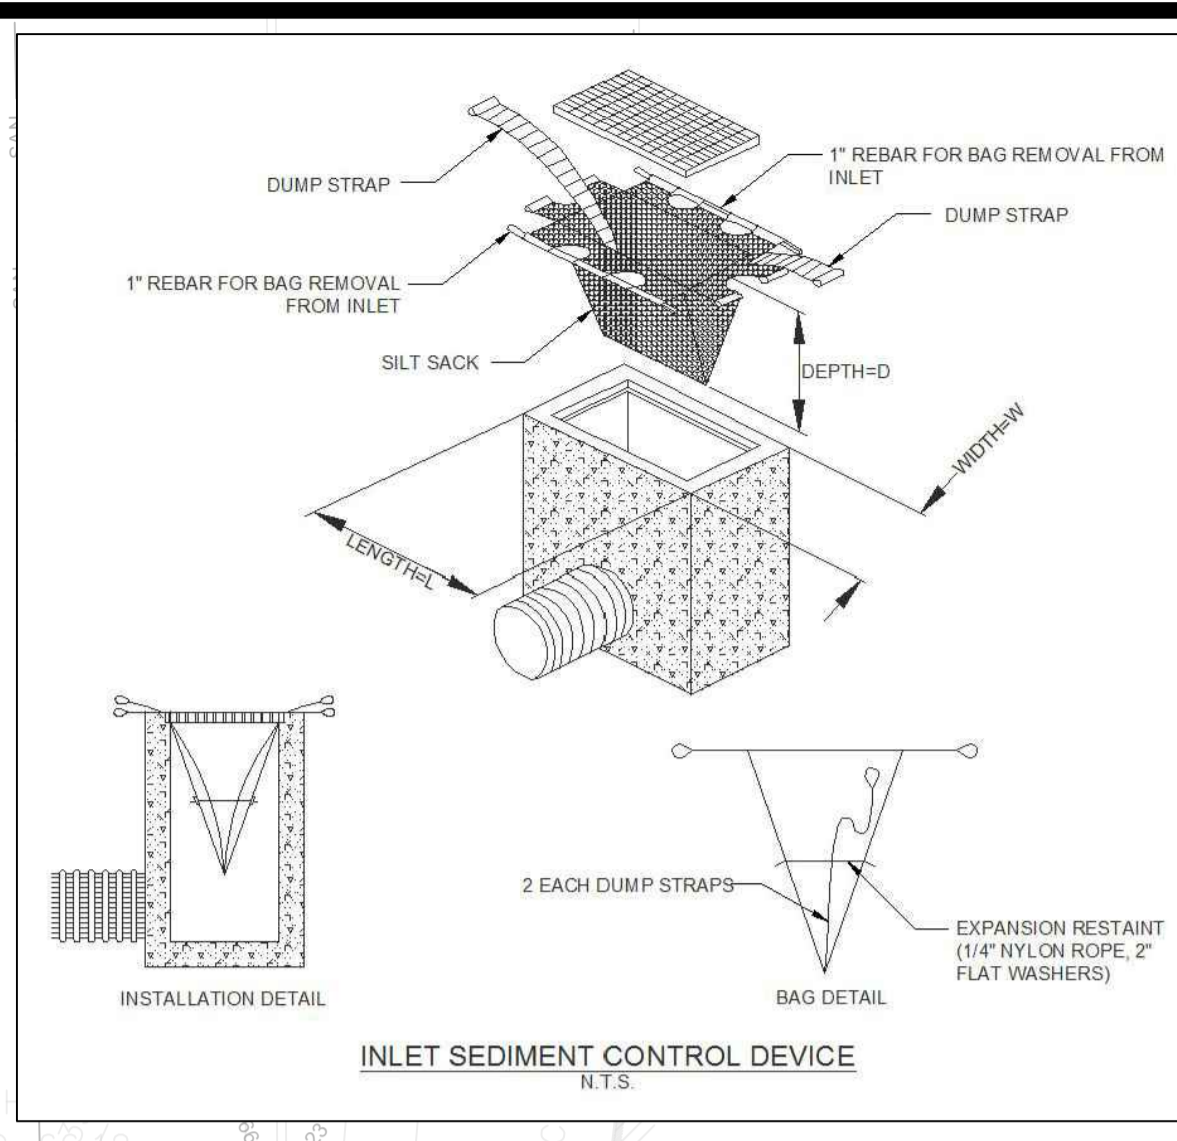 SAN
SAN
DUMP STRAP
1" REBAR FOR BAG REMOVAL FROM
INLET
DUMP STRAP
1" REBAR FOR BAG REMOVAL
FROM INLET
SILT SACK
DEPTH=D
WIDTH=W
LENGTH=L
2 EACH DUMP STRAPS
EXPANSION RESTAINT
(1/4" NYLON ROPE, 2"
FLAT WASHERS)
INSTALLATION DETAIL
BAG DETAIL
INLET SEDIMENT CONTROL DEVICE
N.T.S.